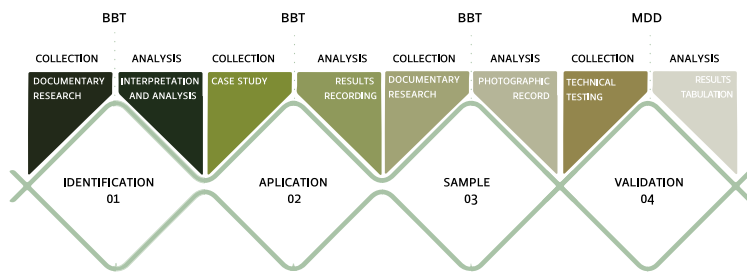 BBT BBT BBT MDD
COLLECTION ANALYSIS COLLECTION ANALYSIS COLLECTION ANALYSIS COLLECTION ANALYSIS
DOCUMENTARY
RESEARCH
INTERPRETATION
AND ANALYSIS
CASE STUDY
RESULTS
RECORDING
DOCUMENTARY
RESEARCH
PHOTOGRAPHIC
RECORD
TECHNICAL
TESTING
RESULTS
TABULATION
IDENTIFICATION
01
APLICATION
02
SAMPLE
03
VALIDATION
04